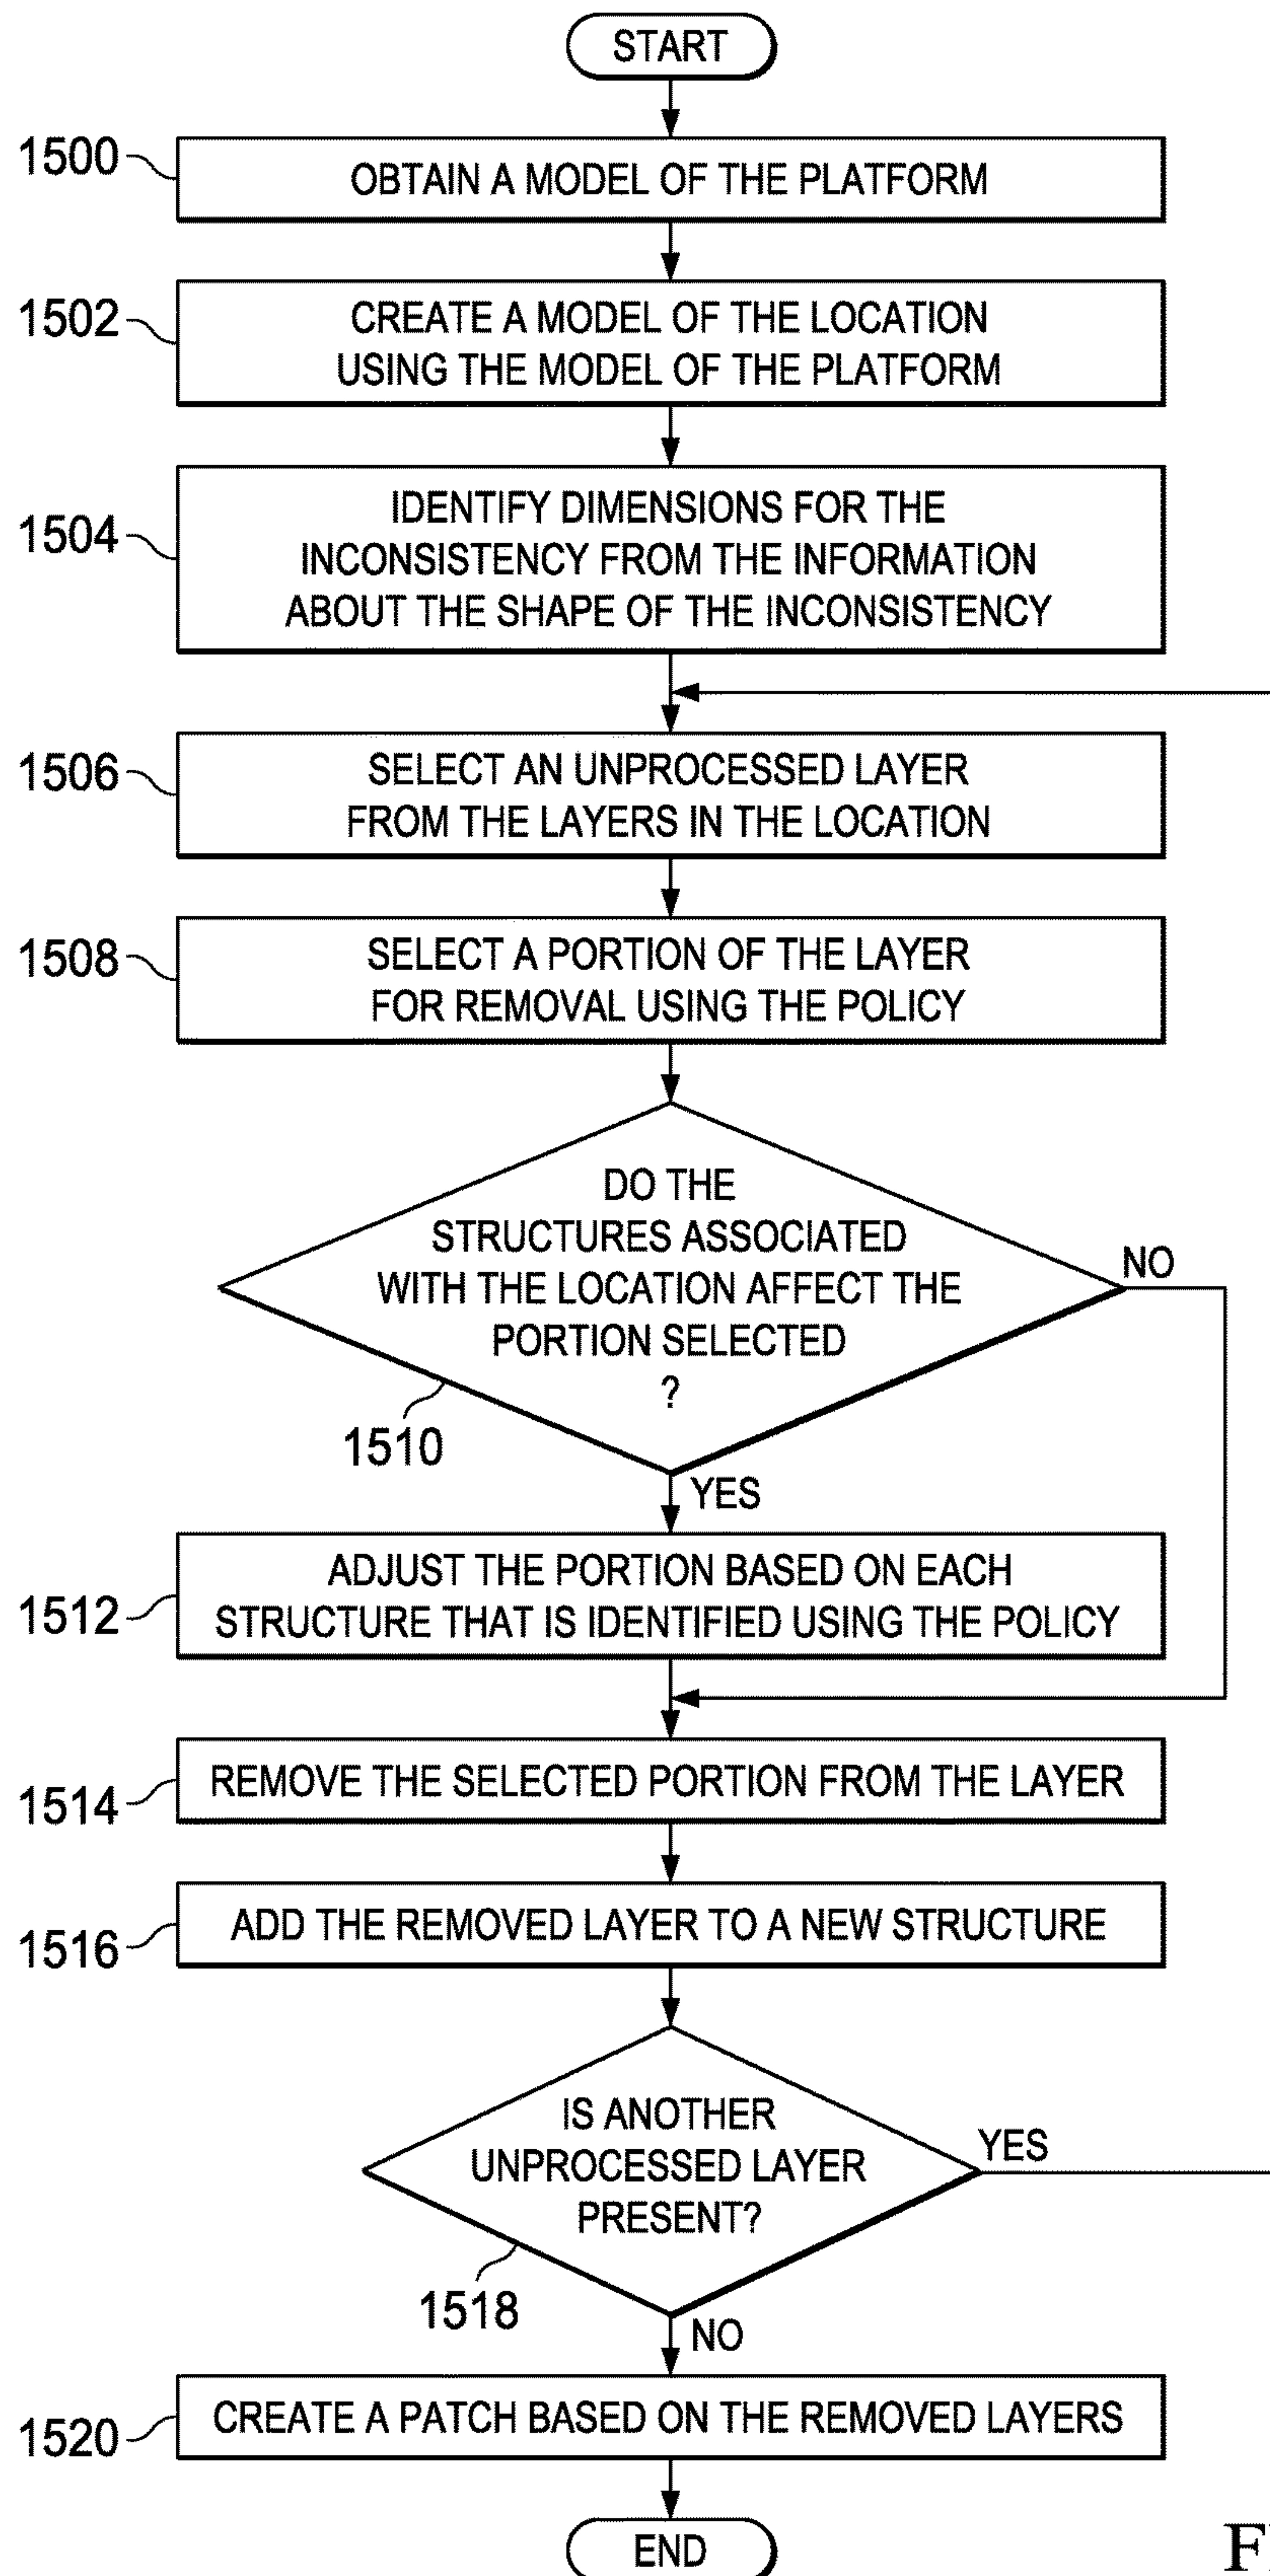 START
1500
OBTAIN A MODEL OF THE PLATFORM
1502
CREATE A MODEL OF THE LOCATION
USING THE MODEL OF THE PLATFORM
1504
IDENTIFY DIMENSIONS FOR THE
INCONSISTENCY FROM THE INFORMATION
ABOUT THE SHAPE OF THE INCONSISTENCY
1506
SELECT AN UNPROCESSED LAYER
FROM THE LAYERS IN THE LOCATION
1508
SELECT A PORTION OF THE LAYER
FOR REMOVAL USING THE POLICY
DO THE
STRUCTURES ASSOCIATED
WITH THE LOCATION AFFECT THE
PORTION SELECTED
?
NO
1510
YES
1512
ADJUST THE PORTION BASED ON EACH
STRUCTURE THAT IS IDENTIFIED USING THE POLICY
1514
REMOVE THE SELECTED PORTION FROM THE LAYER
1516
ADD THE REMOVED LAYER TO A NEW STRUCTURE
IS ANOTHER
UNPROCESSED LAYER
PRESENT?
YES
1518
NO
1520
CREATE A PATCH BASED ON THE REMOVED LAYERS
END